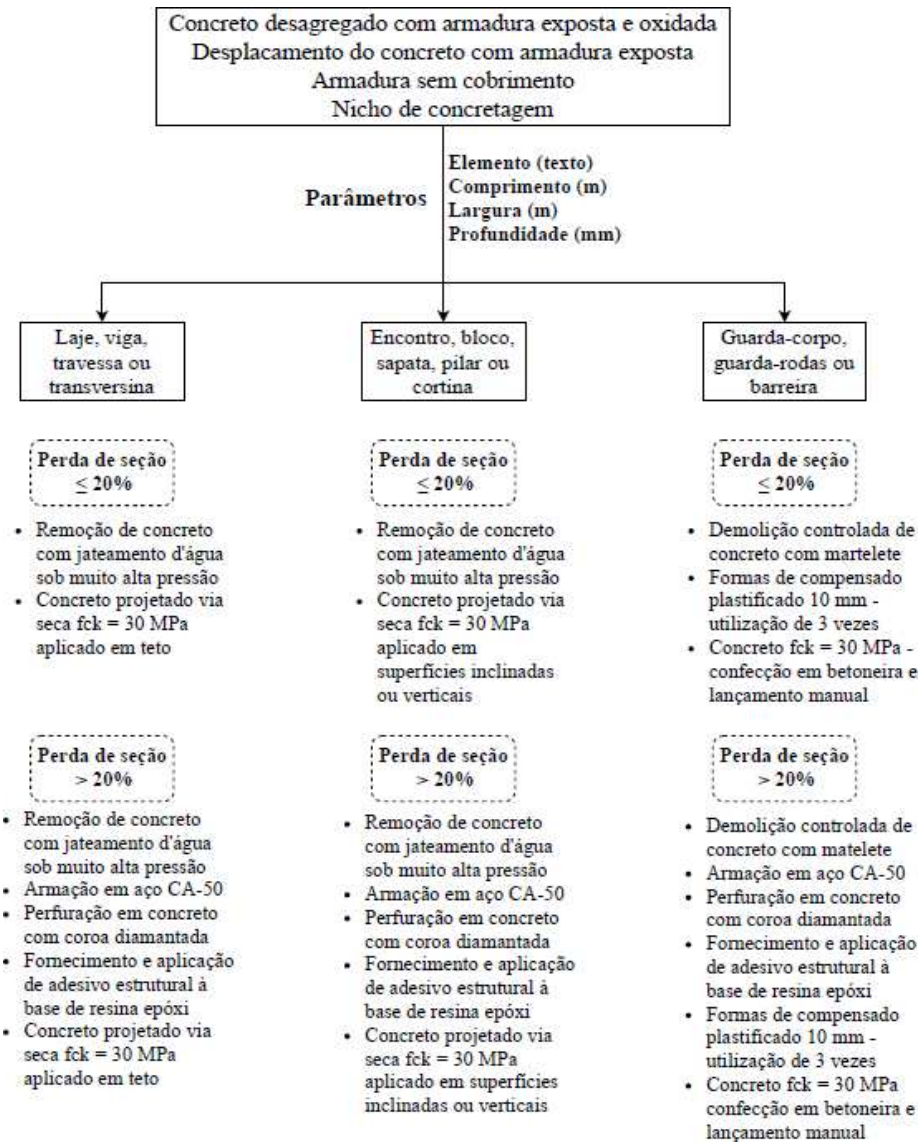 Concreto desagregado com armadura exposta e oxidada
Desplacamento do concreto com armadura exposta
Armadura sem cobrimento
Nicho de concretagem
Parâmetros
Elemento (texto)
Comprimento (m)
Largura (m)
Profundidade (mm)
Laje, viga,
travessa ou
transversina
Perda de seção
≤ 20%
• Remoção de concreto
com jateamento d'água
sob muito alta pressão
• Concreto projetado via
seca fck = 30 MPa
aplicado em teto
Perda de seção
> 20%
• Remoção de concreto
com jateamento d'água
sob muito alta pressão
• Armação em aço CA-50
• Perfuração em concreto
com coroa diamantada
• Fornecimento e aplicação
de adesivo estrutural à
base de resina epóxi
• Concreto projetado via
seca fck = 30 MPa
aplicado em teto
Encontro, bloco,
sapata, pilar ou
cortina
Perda de seção
≤ 20%
• Remoção de concreto
com jateamento d'água
sob muito alta pressão
• Concreto projetado via
seca fck = 30 MPa
aplicado em
superfícies inclinadas
ou verticais
Perda de seção
> 20%
• Remoção de concreto
com jateamento d'água
sob muito alta pressão
• Armação em aço CA-50
• Perfuração em concreto
com coroa diamantada
• Fornecimento e aplicação
de adesivo estrutural à
base de resina epóxi
• Concreto projetado via
seca fck = 30 MPa
aplicado em superfícies
inclinadas ou verticais
Guarda-corpo,
guarda-rodas ou
barreira
Perda de seção
≤ 20%
• Demolição controlada de
concreto com martelete
• Formas de compensado
plastificado 10 mm -
utilização de 3 vezes
• Concreto fck = 30 MPa -
confecção em betoneira e
lançamento manual
Perda de seção
> 20%
• Demolição controlada de
concreto com matelete
• Armação em aço CA-50
• Perfuração em concreto
com coroa diamantada
• Fornecimento e aplicação
de adesivo estrutural à
base de resina epóxi
• Formas de compensado
plastificado 10 mm -
utilização de 3 vezes
• Concreto fck = 30 MPa
confecção em betoneira e
lançamento manual